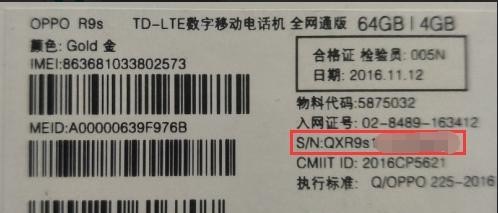 OPPO R9s TD-LTE数字移动电话机 全网通版 64GB | 4GB
颜色: Gold 金
IMEI:863681033802573
MEID:A00000639F976B
合格证 检验员: 005N
日期: 2016.11.12
物料代码:5875032
入网证号: 02-8489-163412
S/N:QXR9s1
CMIIT ID: 2016CP5621
执行标准: Q/OPPO 225-2016